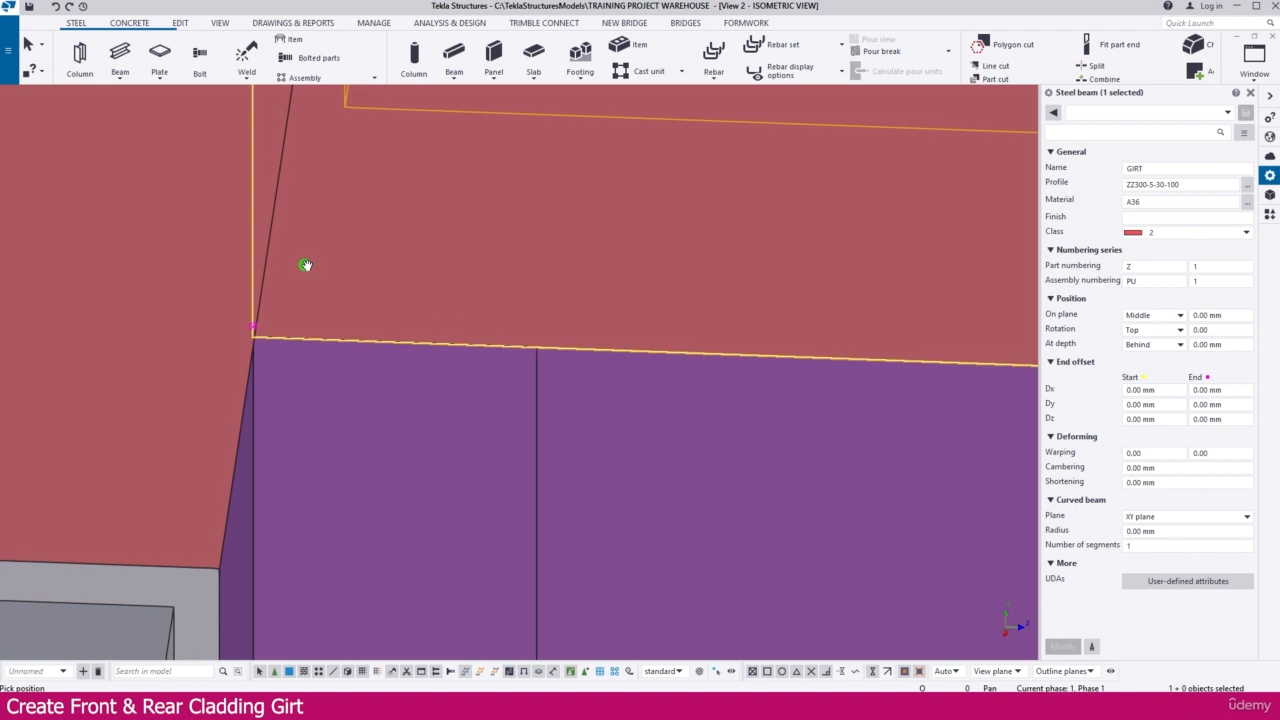 Tekla Structures - C:\TeklaStructuresModels\TRAINING PROJECT WAREHOUSE - [View 2 - ISOMETRIC VIEW]
Log in
STEEL CONCRETE EDIT VIEW DRAWINGS & REPORTS MANAGE ANALYSIS & DESIGN TRIMBLE CONNECT NEW BRIDGE BRIDGES FORMWORK
Quick Launch
Column Beam Plate Bolt Weld
Item
Bolted parts
Assembly
Column Beam Panel Slab Footing
Item
Cast unit
Rebar
Rebar set
Rebar display options
Pour view
Pour break
Calculate pour units
Polygon cut
Line cut
Part cut
Fit part end
Split
Combine
Window
Steel beam (1 selected)
General
Name GIRT
Profile ZZ300-5-30-100
Material A36
Finish
Class 2
Numbering series
Part numbering Z 1
Assembly numbering PU 1
Position
On plane Middle 0.00 mm
Rotation Top 0.00
At depth Behind 0.00 mm
End offset
Start End
Dx 0.00 mm 0.00 mm
Dy 0.00 mm 0.00 mm
Dz 0.00 mm 0.00 mm
Deforming
Warping 0.00 0.00
Cambering 0.00 mm
Shortening 0.00 mm
Curved beam
Plane XY plane
Radius 0.00 mm
Number of segments 1
More
UDAs User-defined attributes
Modify
Unnamed Search in model standard Auto View plane Outline planes
Pick position O 0 Pan Current phase: 1, Phase 1 1 + 0 objects selected
Create Front & Rear Cladding Girt
ûdemy